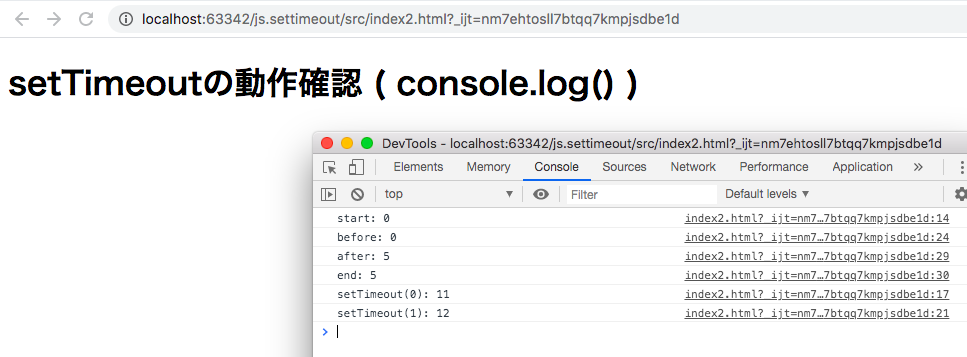 localhost:63342/js.settimeout/src/index2.html?_ijt=nm7ehtosll7btqq7kmpjsdbe1d
setTimeoutの動作確認 ( console.log() )
DevTools - localhost:63342/js.settimeout/src/index2.html?_ijt=nm7ehtosll7btqq7kmpjsdbe1d
Elements Memory Console Sources Network Performance Application »
top ▼ Filter Default levels ▼
start: 0 index2.html?_ijt=nm7…7btqq7kmpjsdbe1d:14
before: 0 index2.html?_ijt=nm7…7btqq7kmpjsdbe1d:24
after: 5 index2.html?_ijt=nm7…7btqq7kmpjsdbe1d:29
end: 5 index2.html?_ijt=nm7…7btqq7kmpjsdbe1d:30
setTimeout(0): 11 index2.html?_ijt=nm7…7btqq7kmpjsdbe1d:17
setTimeout(1): 12 index2.html?_ijt=nm7…7btqq7kmpjsdbe1d:21
>